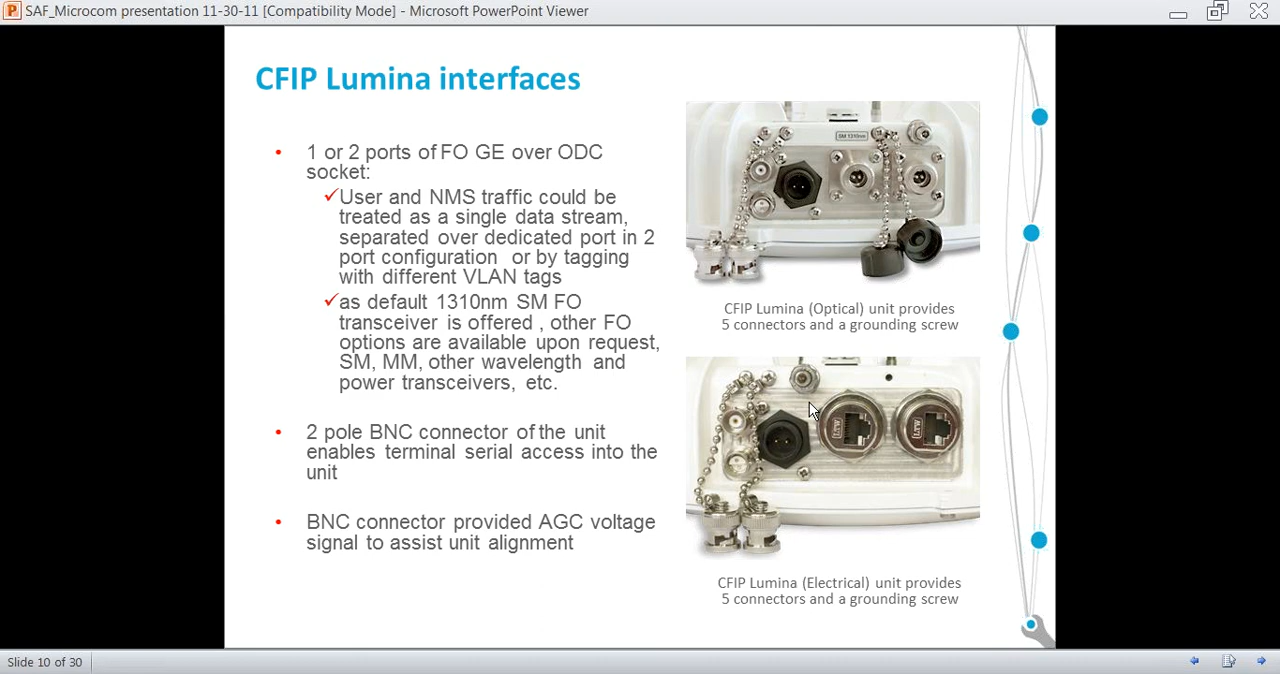 SAF_Microcom presentation 11-30-11 [Compatibility Mode] - Microsoft PowerPoint Viewer
CFIP Lumina interfaces
• 1 or 2 ports of FO GE over ODC
socket:
✓User and NMS traffic could be
treated as a single data stream,
separated over dedicated port in 2
port configuration or by tagging
with different VLAN tags
✓as default 1310nm SM FO
transceiver is offered , other FO
options are available upon request,
SM, MM, other wavelength and
power transceivers, etc.
• 2 pole BNC connector of the unit
enables terminal serial access into the
unit
• BNC connector provided AGC voltage
signal to assist unit alignment
SM 1310nm
CFIP Lumina (Optical) unit provides
5 connectors and a grounding screw
LTW
LTW
CFIP Lumina (Electrical) unit provides
5 connectors and a grounding screw
Slide 10 of 30